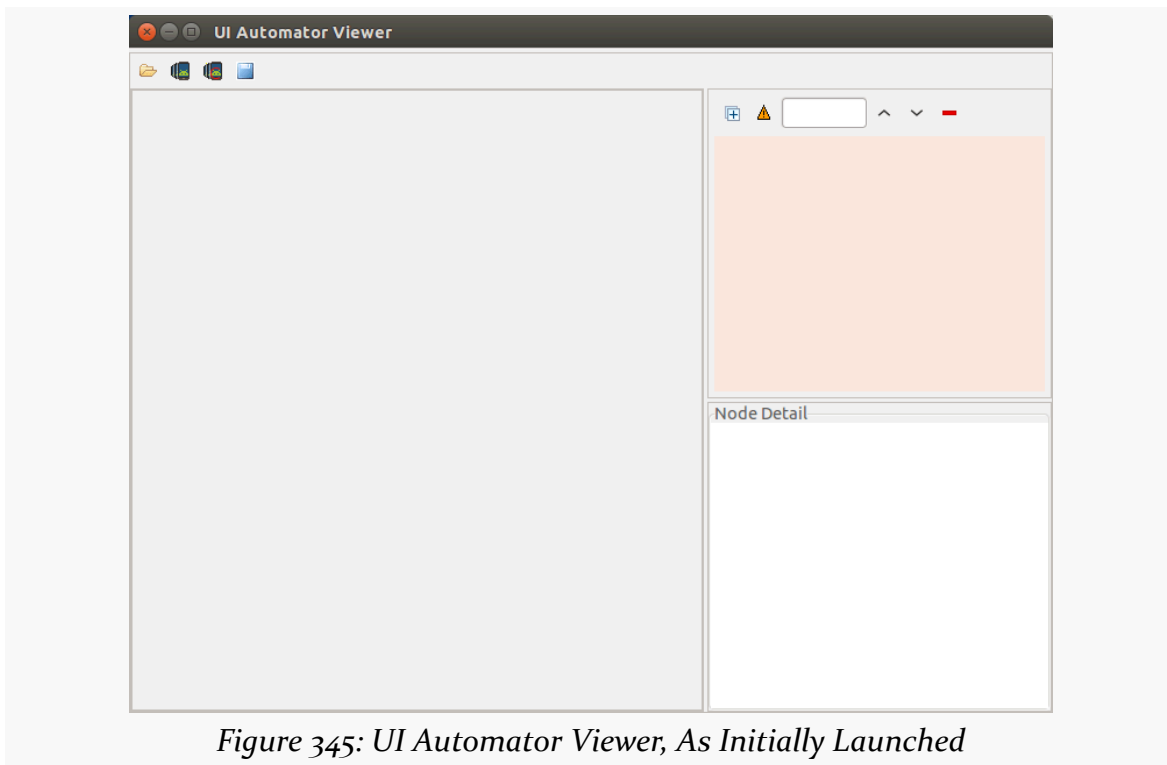 UI Automator Viewer
Node Detail
Figure 345: UI Automator Viewer, As Initially Launched